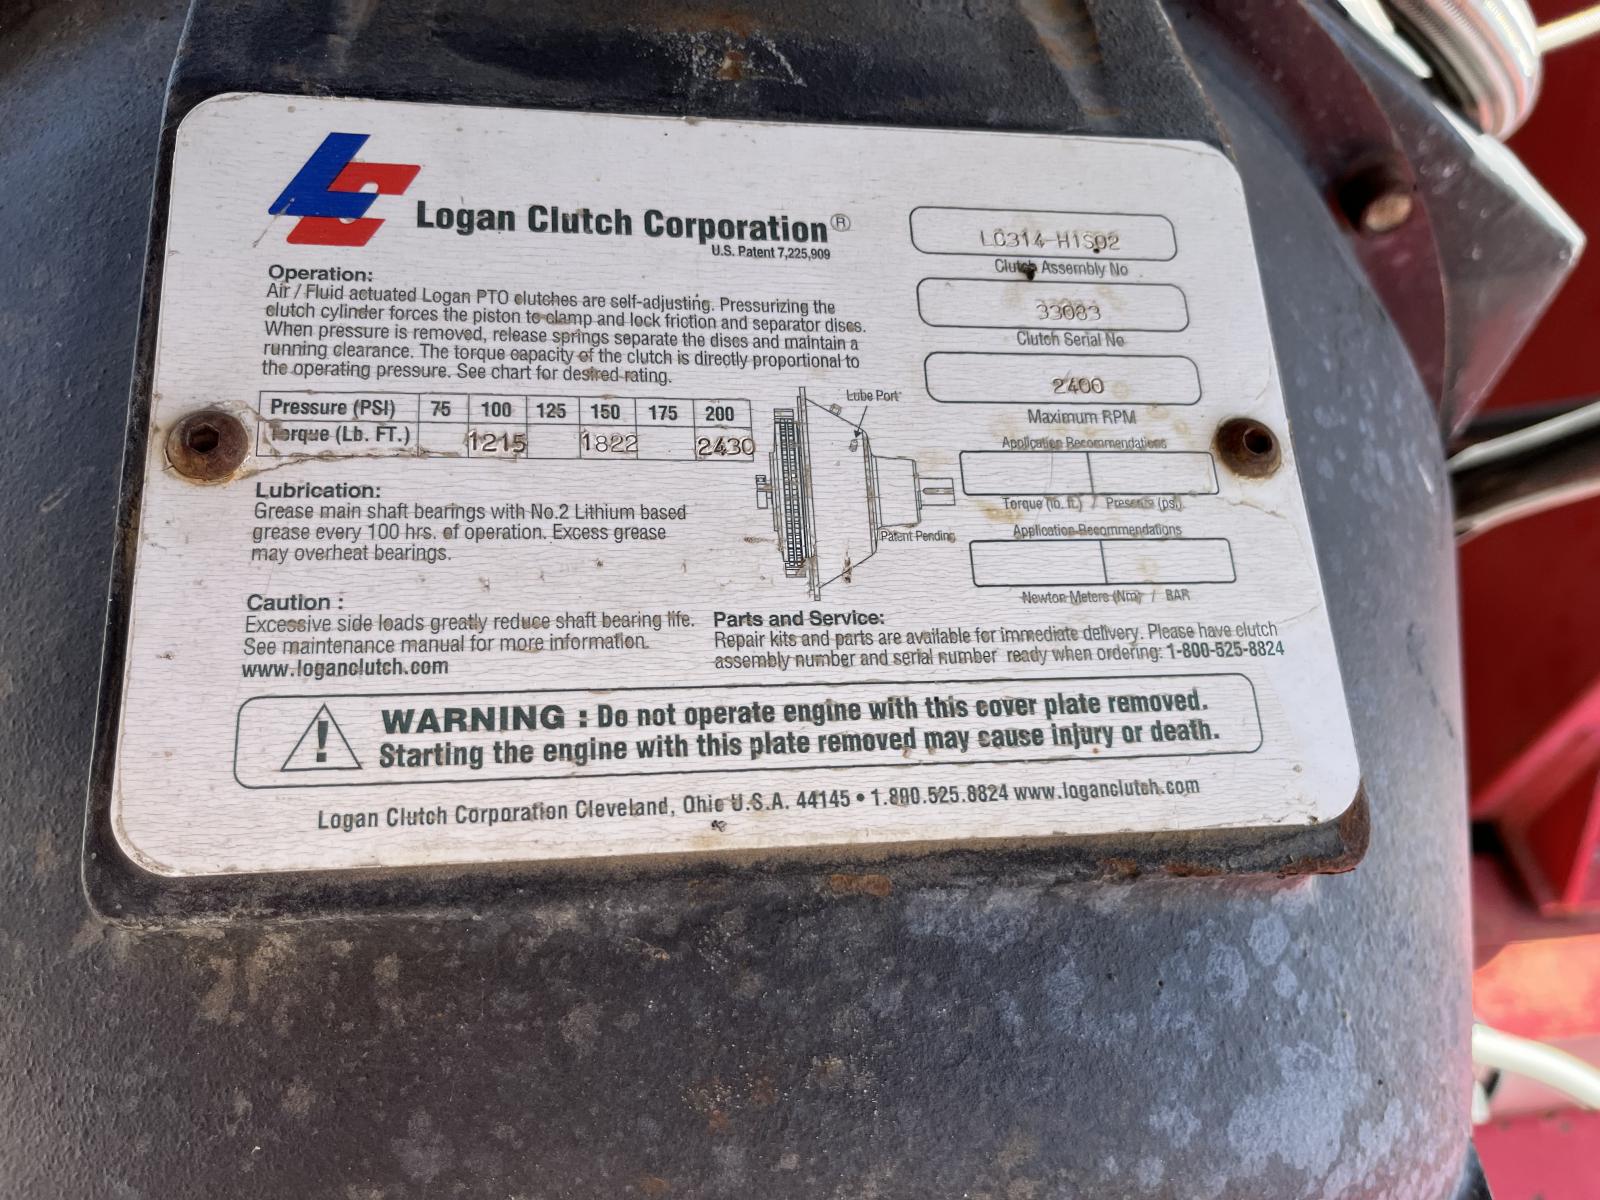 Logan Clutch Corporation®
U.S. Patent 7,225,909
Operation:
Air / Fluid actuated Logan PTO clutches are self-adjusting. Pressurizing the
clutch cylinder forces the piston to clamp and lock friction and separator discs.
When pressure is removed, release springs separate the discs and maintain a
running clearance. The torque capacity of the clutch is directly proportional to
the operating pressure. See chart for desired rating.
Pressure (PSI) 75 100 125 150 175 200
Torque (Lb. FT.) 1215 1822 2430
Lubrication:
Grease main shaft bearings with No.2 Lithium based
grease every 100 hrs. of operation. Excess grease
may overheat bearings.
Caution :
Excessive side loads greatly reduce shaft bearing life.
See maintenance manual for more information.
www.loganclutch.com
Lube Port
Patent Pending
LC314-H1S02
Clutch Assembly No
33083
Clutch Serial No
2400
Maximum RPM
Application Recommendations
Torque (lb. ft.) / Pressure (psi)
Application Recommendations
Newton Meters (Nm) / BAR
Parts and Service:
Repair kits and parts are available for immediate delivery. Please have clutch
assembly number and serial number ready when ordering: 1-800-525-8824
! WARNING : Do not operate engine with this cover plate removed.
Starting the engine with this plate removed may cause injury or death.
Logan Clutch Corporation Cleveland, Ohio U.S.A. 44145 • 1.800.525.8824 www.loganclutch.com